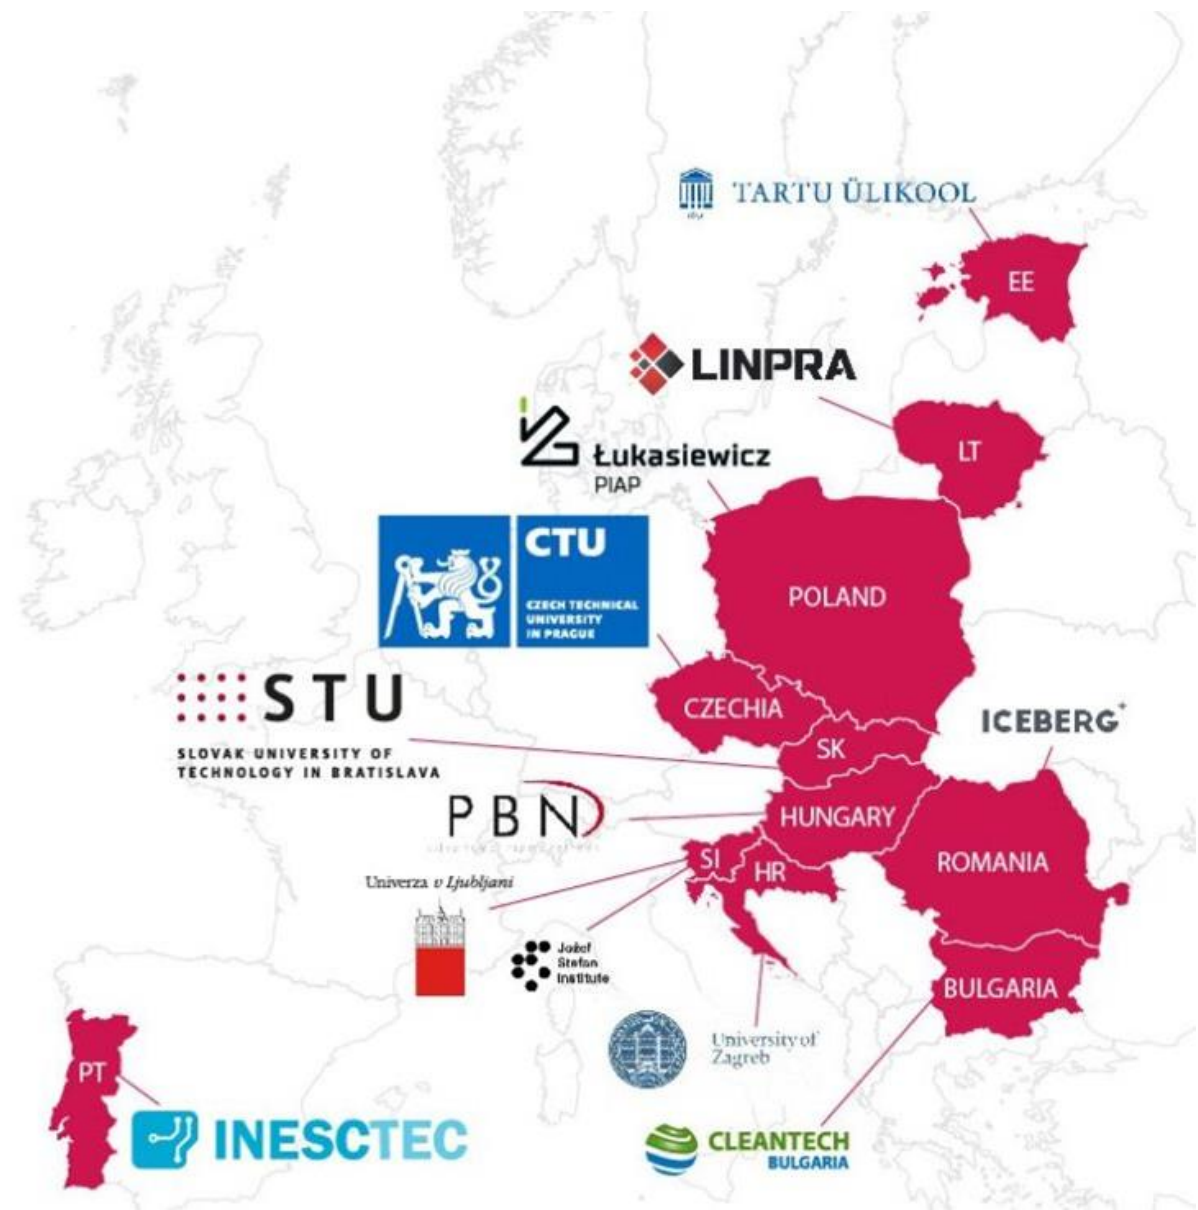 TARTU ÜLIKOOL
EE
LINPRA
LT
Łukasiewicz
PIAP
CTU
CZECH TECHNICAL
UNIVERSITY
IN PRAGUE
POLAND
STU
SLOVAK UNIVERSITY OF
TECHNOLOGY IN BRATISLAVA
CZECHIA
ICEBERG+
SK
PBN
HUNGARY
SI
HR
ROMANIA
Univerza v Ljubljani
Jožef
Stefan
Institute
BULGARIA
University of
Zagreb
PT
INESCTEC
CLEANTECH
BULGARIA